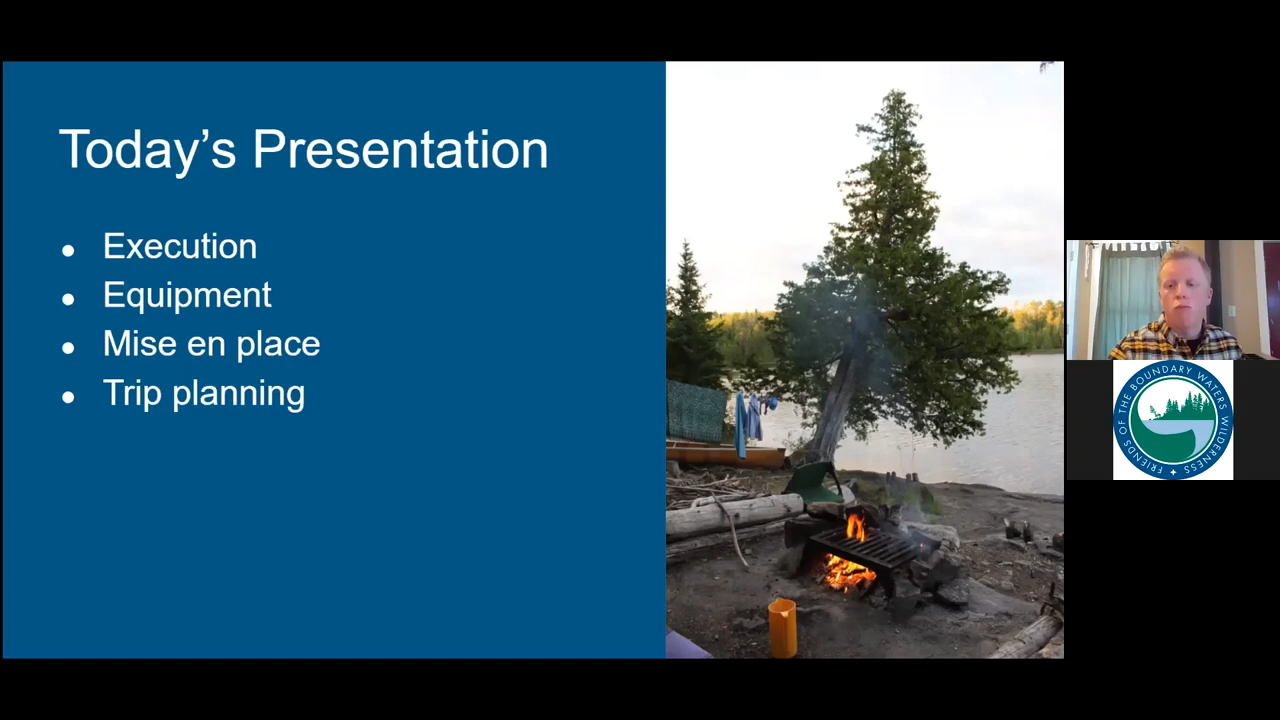 Today's Presentation
● Execution
● Equipment
● Mise en place
● Trip planning
FRIENDS OF THE BOUNDARY WATERS WILDERNESS